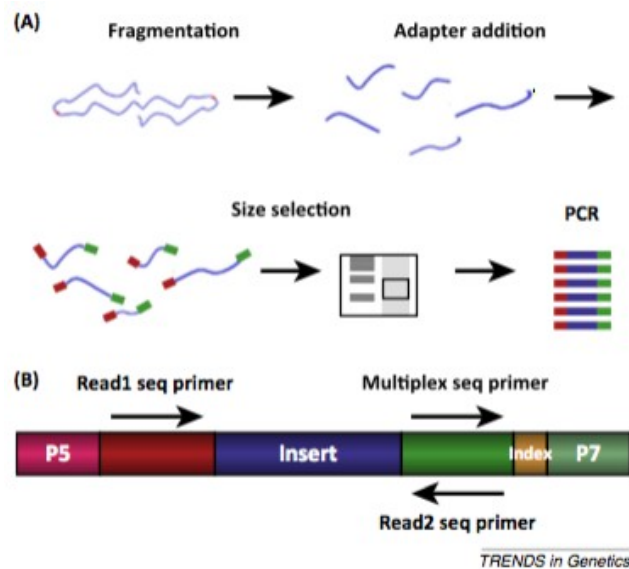 (A)
Fragmentation
Adapter addition
Size selection
PCR
(B)
Read1 seq primer
Multiplex seq primer
P5
Insert
Index
P7
Read2 seq primer
TRENDS in Genetics